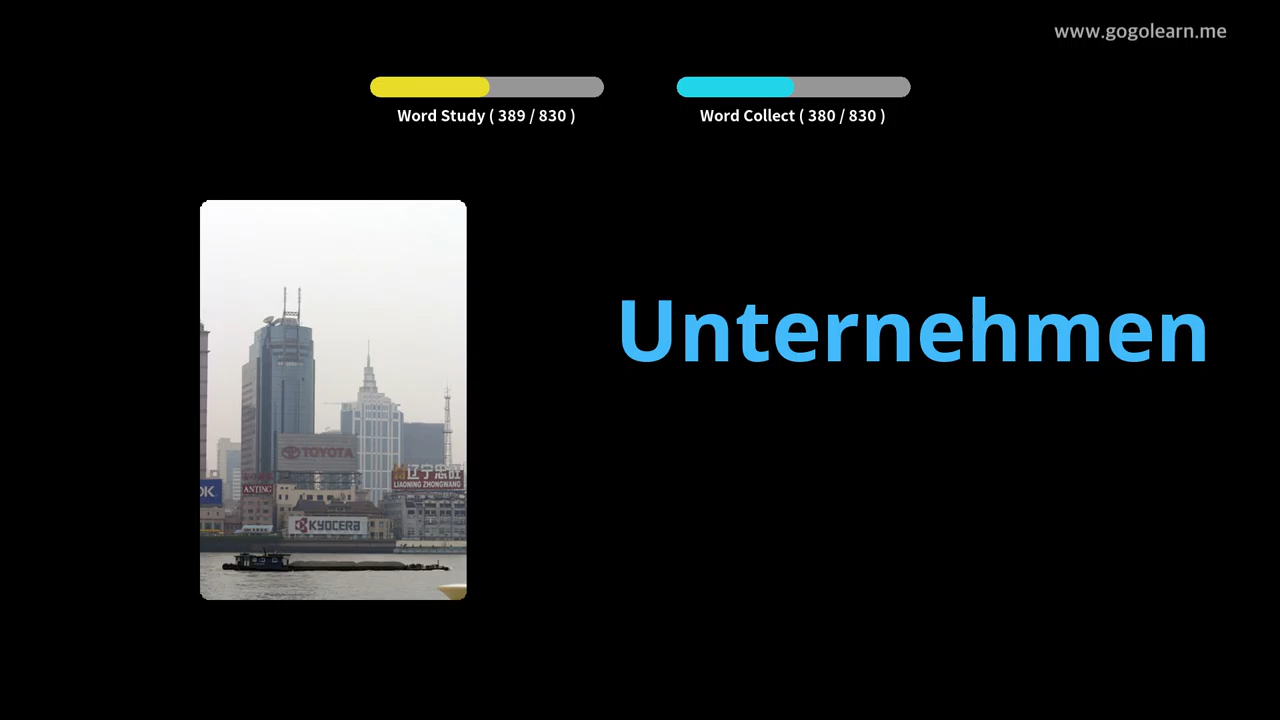 www.gogolearn.me
Word Study ( 389 / 830 )
Word Collect ( 380 / 830 )
Unternehmen
TOYOTA
辽宁忠旺
LIAONING ZHONGWANG
OK
ANTING
KYOCERA